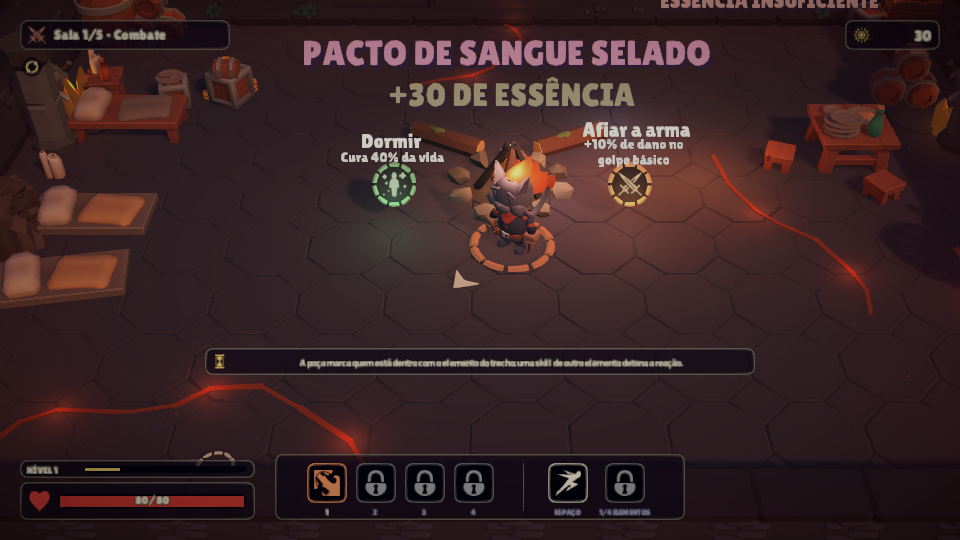 ESSÊNCIA INSUFICIENTE
Sala 1/5 - Combate
30
PACTO DE SANGUE SELADO
+30 DE ESSÊNCIA
Dormir
Cura 40% da vida
Afiar a arma
+10% de dano no
golpe básico
A poça marca quem está dentro com o elemento do trecho; uma skill de outro elemento detona a reação.
NÍVEL 1
80/80
1
2
3
4
ESPAÇO
1/4 ELEMENTOS